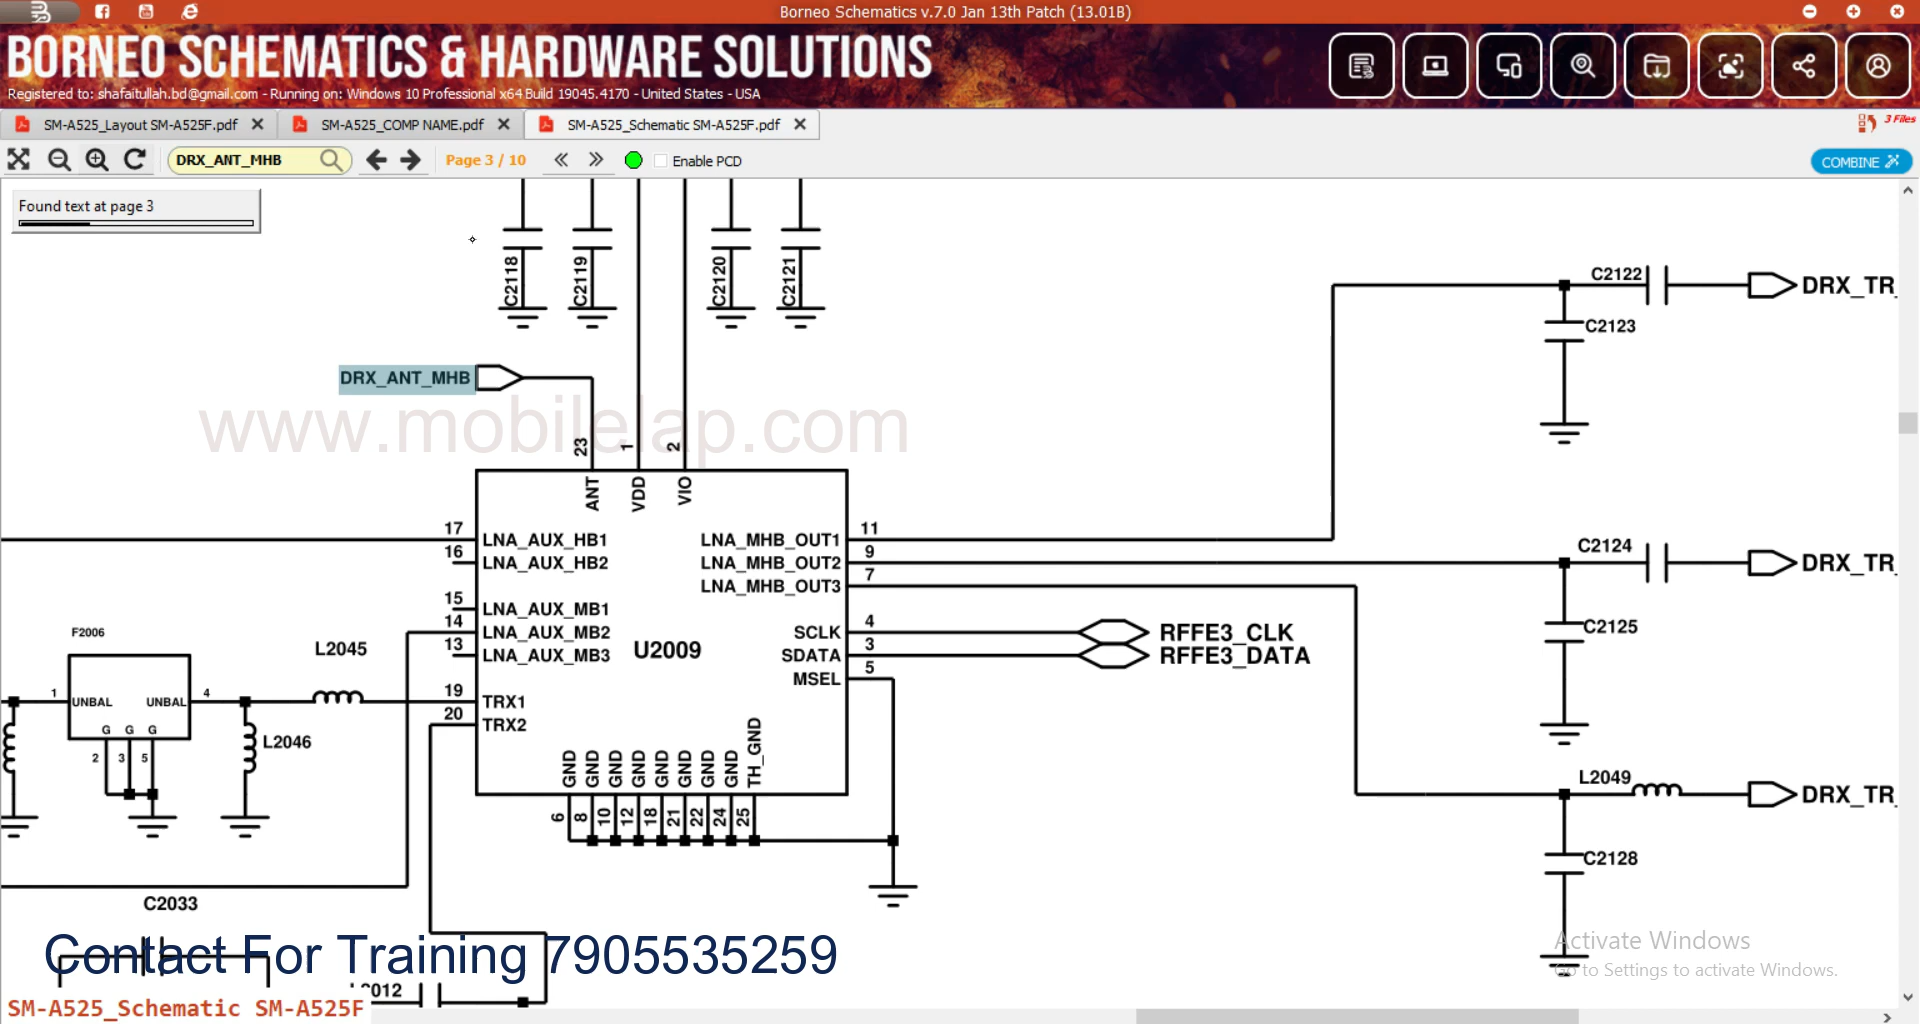 Borneo Schematics v.7.0 Jan 13th Patch (13.01B)
BORNEO SCHEMATICS & HARDWARE SOLUTIONS
Registered to: shafaitullah.bd@gmail.com - Running on: Windows 10 Professional x64 Build 19045.4170 - United States - USA
SM-A525_Layout SM-A525F.pdf
SM-A525_COMP NAME.pdf
SM-A525_Schematic SM-A525F.pdf
3 Files
DRX_ANT_MHB
Page 3 / 10
Enable PCD
COMBINE
Found text at page 3
C2118
C2119
C2120
C2121
C2122
DRX_TR_
C2123
DRX_ANT_MHB
www.mobilelap.com
23
1
2
ANT
VDD
VIO
17
LNA_AUX_HB1
LNA_MHB_OUT1
11
16
LNA_AUX_HB2
LNA_MHB_OUT2
9
C2124
DRX_TR_
LNA_MHB_OUT3
7
15
LNA_AUX_MB1
14
LNA_AUX_MB2
SCLK
4
RFFE3_CLK
C2125
13
LNA_AUX_MB3
U2009
SDATA
3
RFFE3_DATA
MSEL
5
F2006
L2045
1
UNBAL
UNBAL
4
19
TRX1
20
TRX2
G G G
2
3
5
L2046
GND
GND
GND
GND
GND
GND
GND
GND
TH_GND
6
8
10
12
18
21
22
24
25
L2049
DRX_TR_
C2128
C2033
Contact For Training 7905535259
2012
Activate Windows
Go to Settings to activate Windows.
SM-A525_Schematic SM-A525F